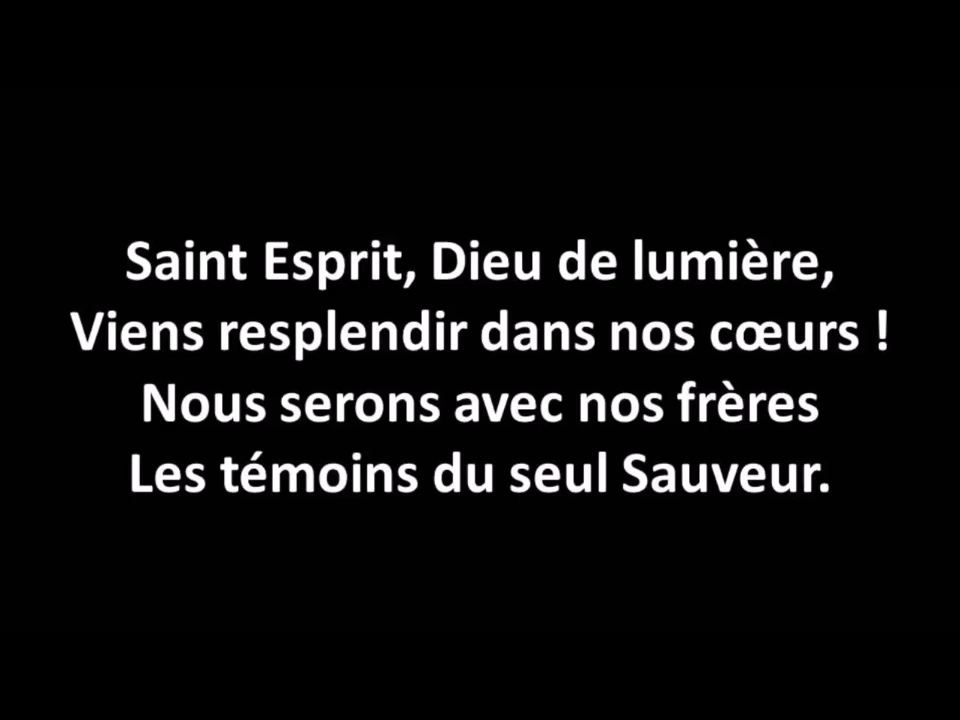 Saint Esprit, Dieu de lumière,
Viens resplendir dans nos cœurs !
Nous serons avec nos frères
Les témoins du seul Sauveur.